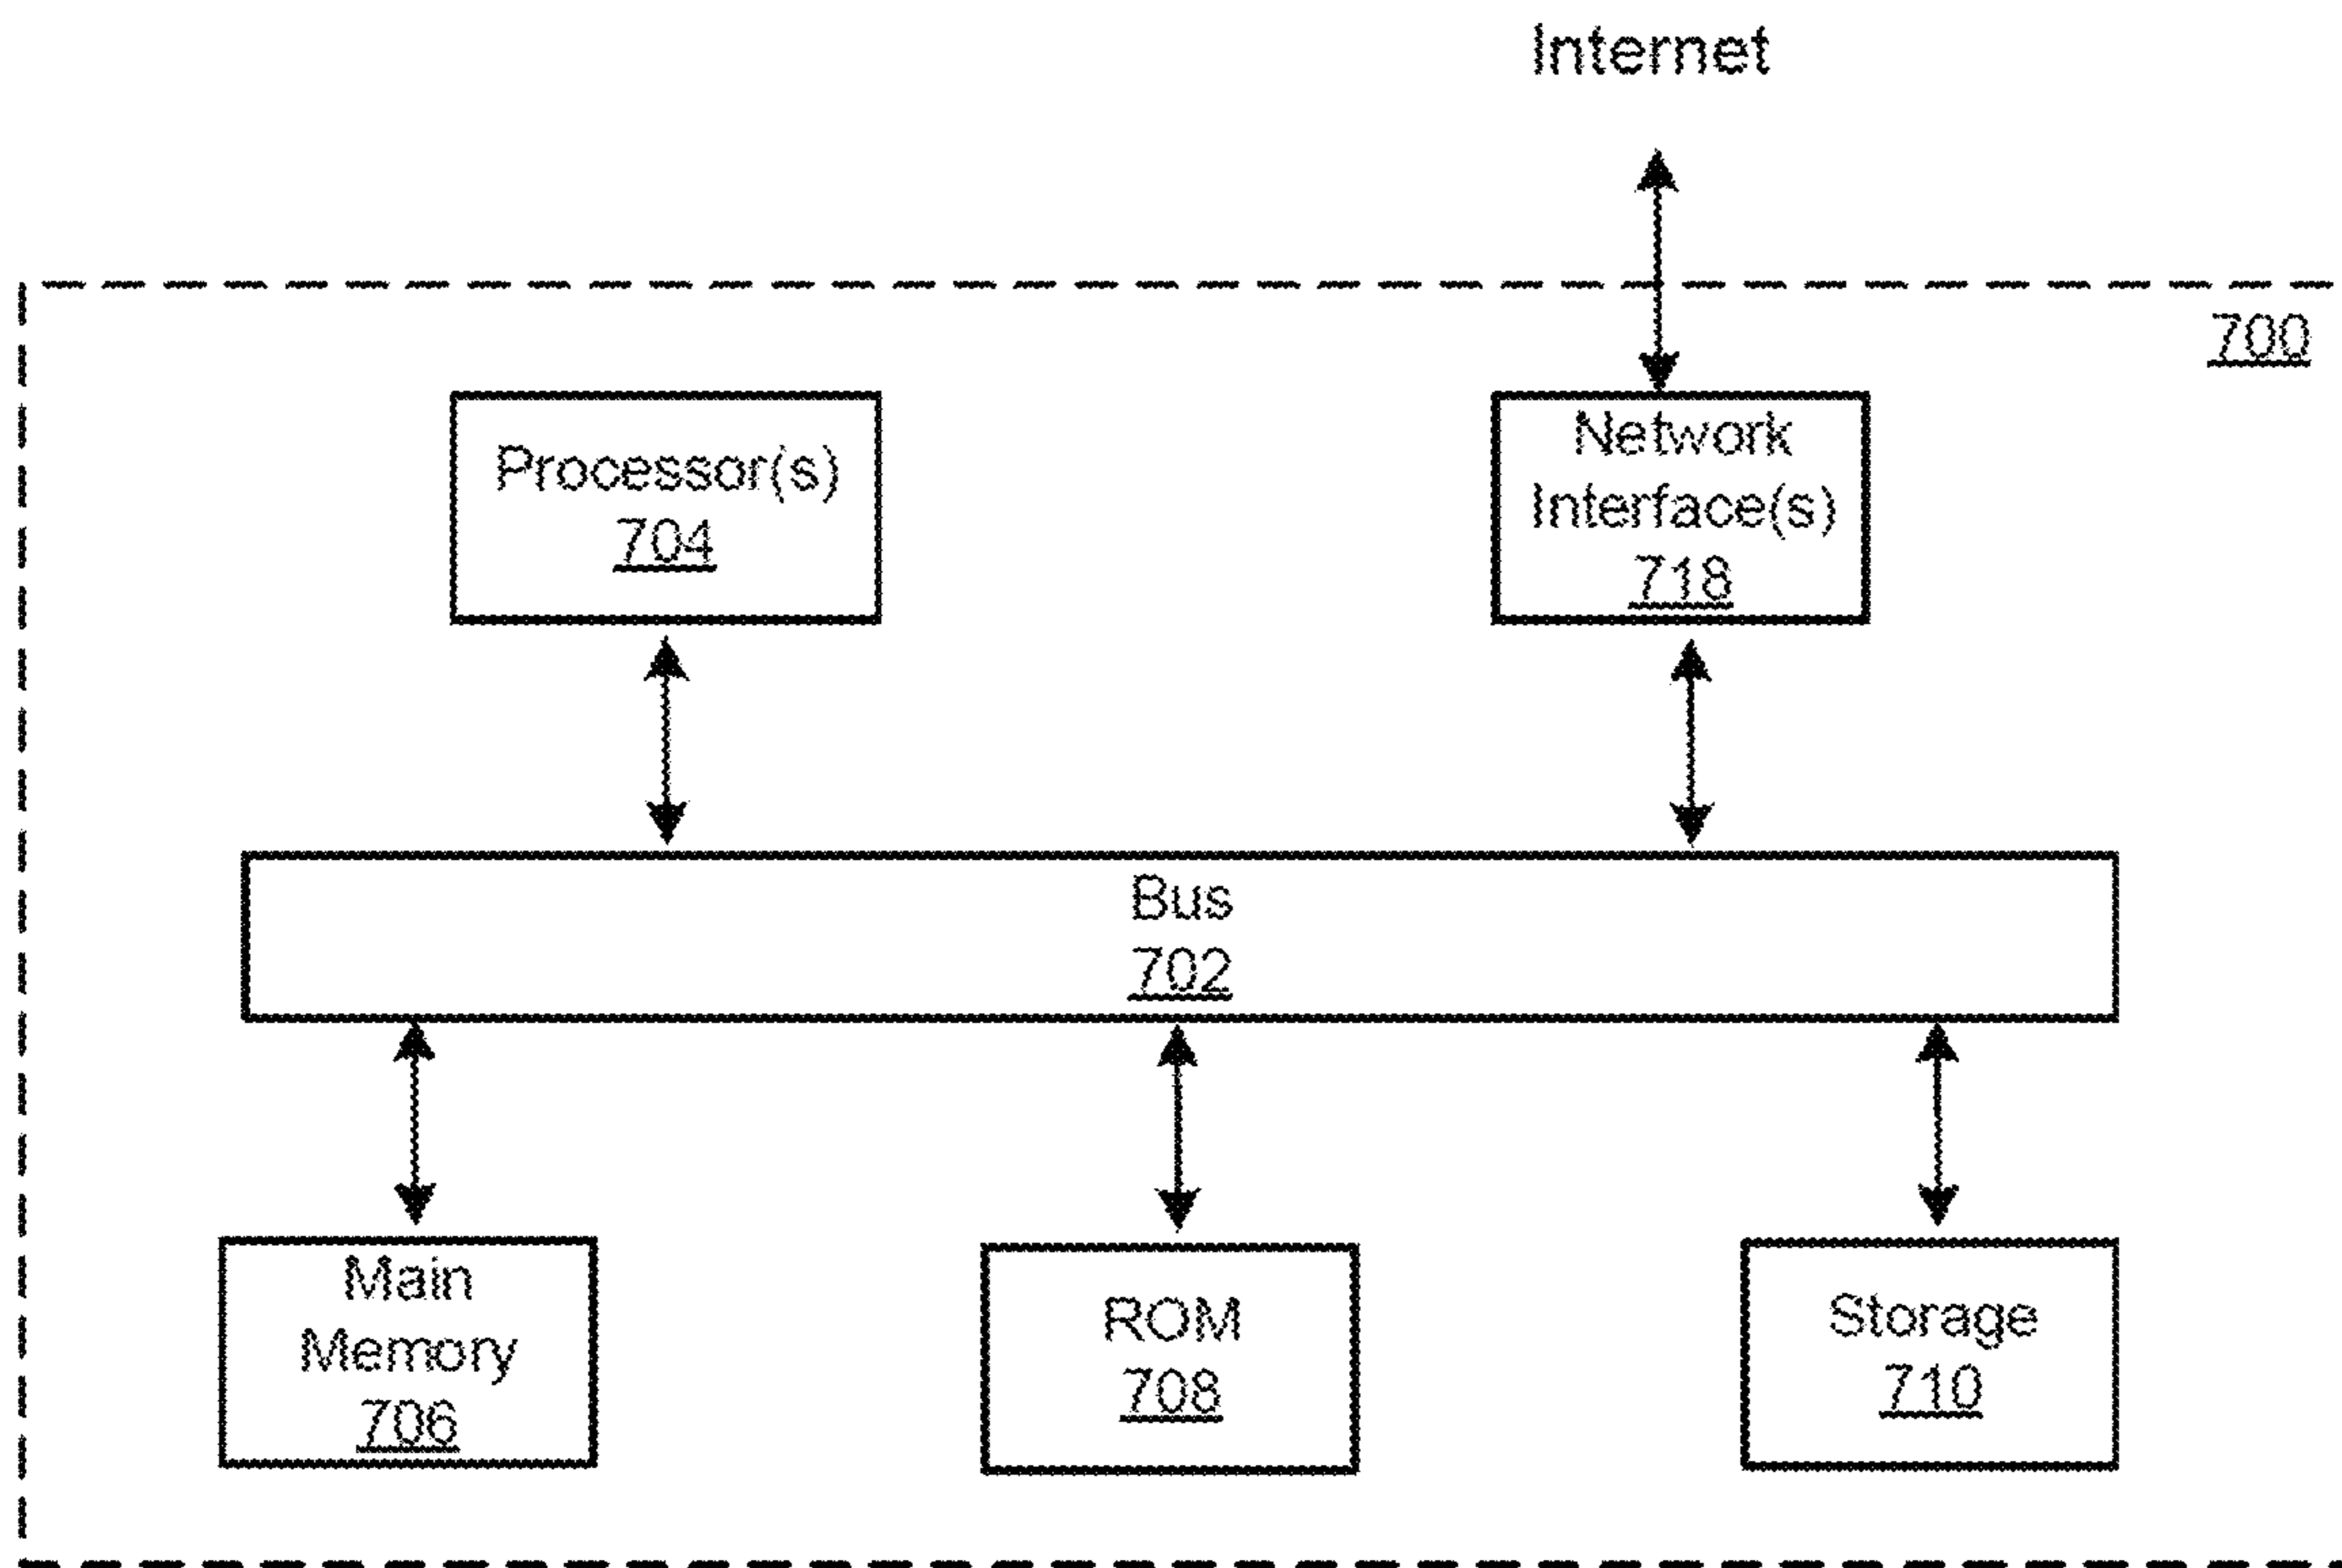 Internet
700
Processor(s)
704
Network
Interface(s)
718
Bus
702
Main
Memory
706
ROM
708
Storage
710